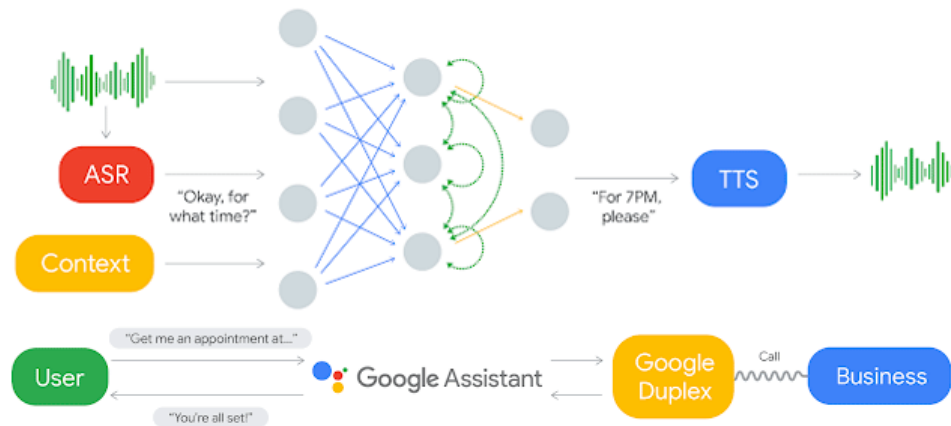 ASR
"Okay, for
what time?"
"For 7PM,
please"
TTS
Context
"Get me an appointment at..."
User
Google Assistant
Google
Duplex
Call
Business
"You're all set!"